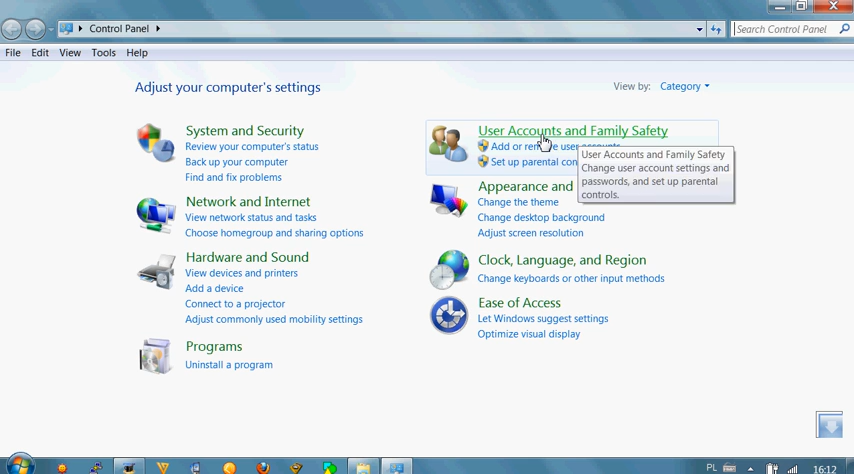 Control Panel
Search Control Panel
File Edit View Tools Help
Adjust your computer's settings
View by: Category
System and Security
Review your computer's status
Back up your computer
Find and fix problems
Network and Internet
View network status and tasks
Choose homegroup and sharing options
Hardware and Sound
View devices and printers
Add a device
Connect to a projector
Adjust commonly used mobility settings
Programs
Uninstall a program
User Accounts and Family Safety
Add or remove user accounts
Set up parental con
User Accounts and Family Safety
Change user account settings and
passwords, and set up parental
controls.
Appearance and
Change the theme
Change desktop background
Adjust screen resolution
Clock, Language, and Region
Change keyboards or other input methods
Ease of Access
Let Windows suggest settings
Optimize visual display
PL
16:12